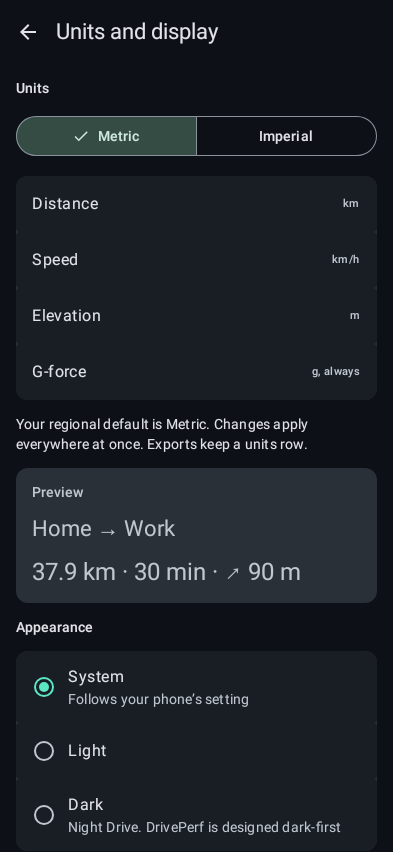 Units and display
Units
Metric
Imperial
Distance
km
Speed
km/h
Elevation
m
G-force
g, always
Your regional default is Metric. Changes apply
everywhere at once. Exports keep a units row.
Preview
Home → Work
37.9 km · 30 min · ↗ 90 m
Appearance
System
Follows your phone’s setting
Light
Dark
Night Drive. DrivePerf is designed dark-first